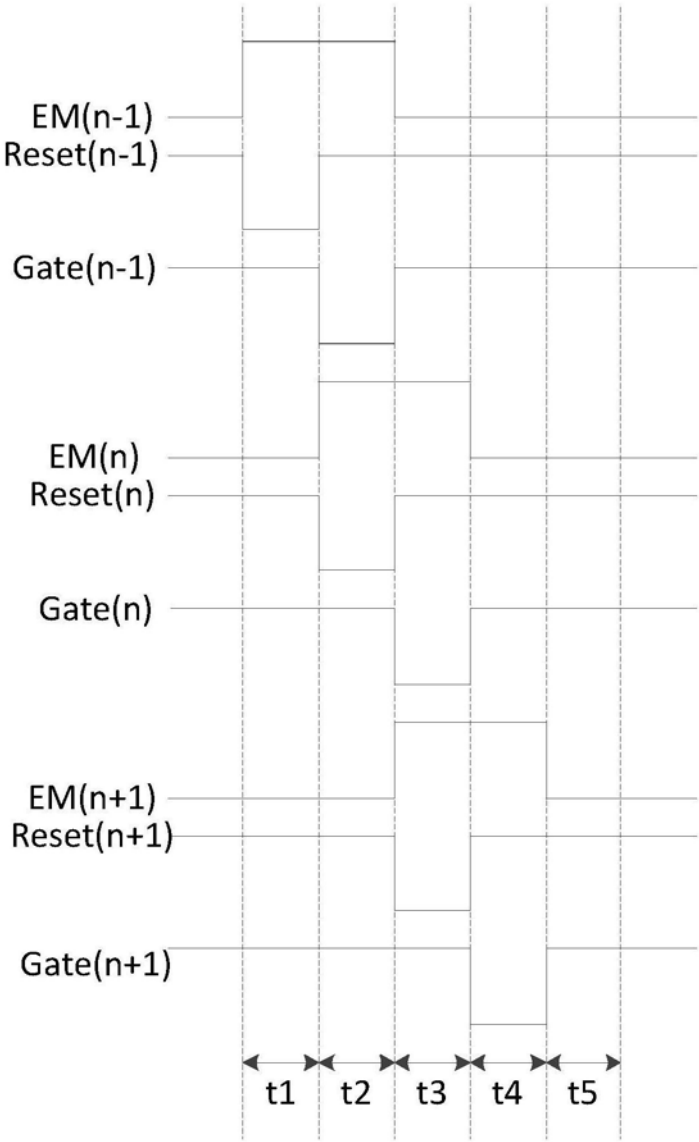 EM(n-1)
Reset(n-1)
Gate(n-1)
EM(n)
Reset(n)
Gate(n)
EM(n+1)
Reset(n+1)
Gate(n+1)
t1 t2 t3 t4 t5